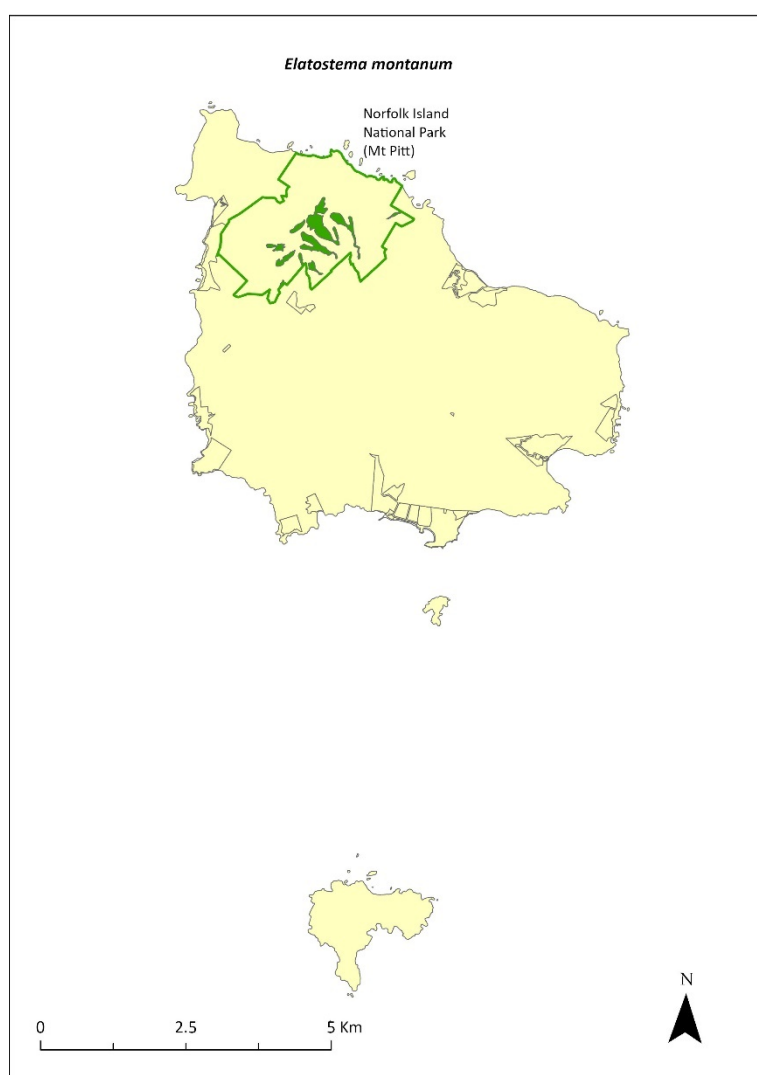 Elatostema montanum
Norfolk Island
National Park
(Mt Pitt)
N
0 2.5 5 Km